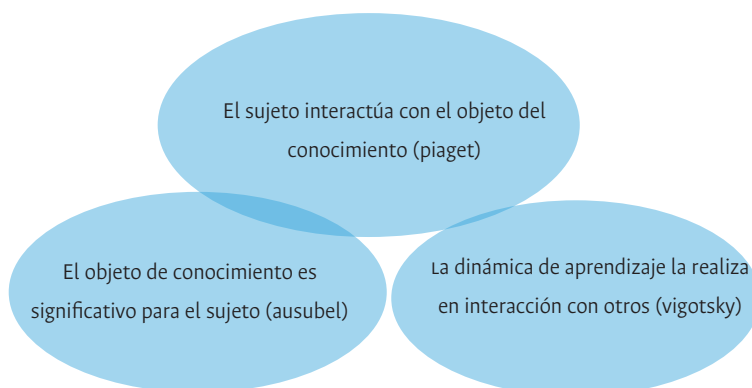 El sujeto interactúa con el objeto del
conocimiento (piaget)
El objeto de conocimiento es
significativo para el sujeto (ausubel)
La dinámica de aprendizaje la realiza
en interacción con otros (vigotsky)